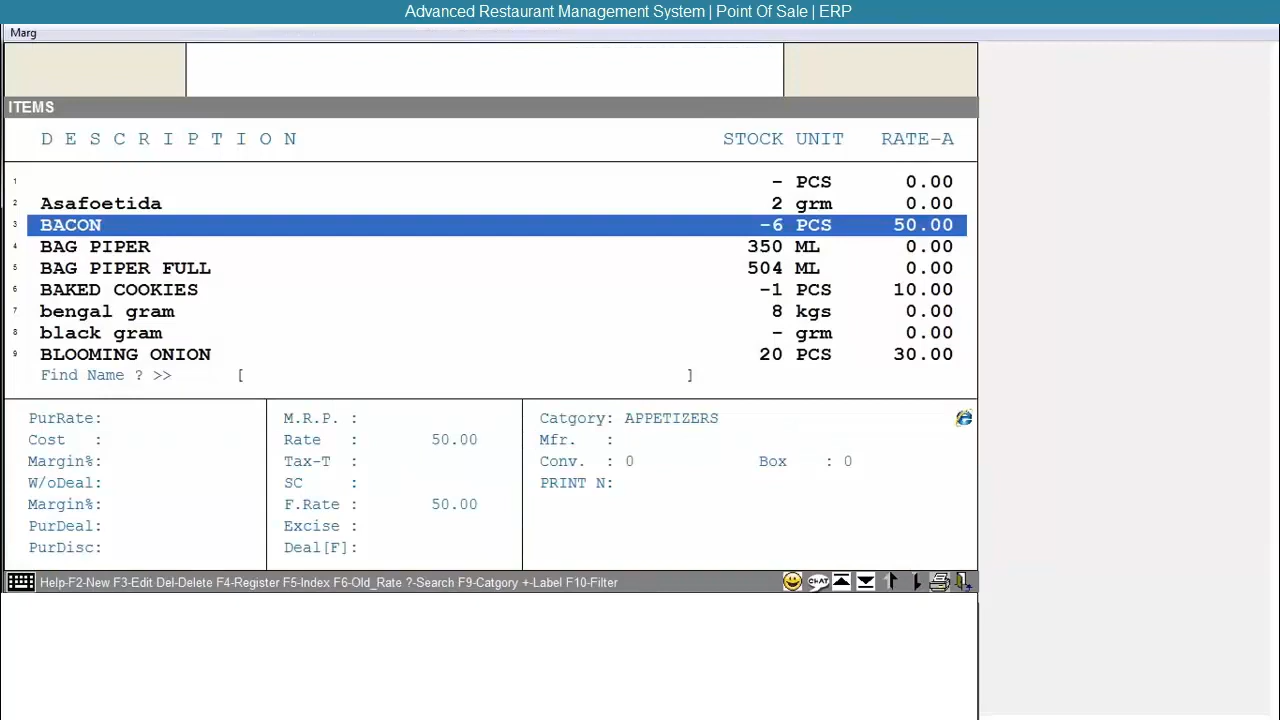 Advanced Restaurant Management System | Point Of Sale | ERP
Marg
ITEMS
D E S C R I P T I O N STOCK UNIT RATE-A
1 - PCS 0.00
2 Asafoetida 2 grm 0.00
3 BACON -6 PCS 50.00
4 BAG PIPER 350 ML 0.00
5 BAG PIPER FULL 504 ML 0.00
6 BAKED COOKIES -1 PCS 10.00
7 bengal gram 8 kgs 0.00
8 black gram - grm 0.00
9 BLOOMING ONION 20 PCS 30.00
Find Name ? >> [ ]
PurRate: M.R.P. : Catgory: APPETIZERS
Cost : Rate : 50.00 Mfr. :
Margin%: Tax-T : Conv. : 0 Box : 0
W/oDeal: SC : PRINT N:
Margin%: F.Rate : 50.00
PurDeal: Excise :
PurDisc: Deal[F]:
Help-F2-New F3-Edit Del-Delete F4-Register F5-Index F6-Old_Rate ?-Search F9-Catgory +-Label F10-Filter CHAT